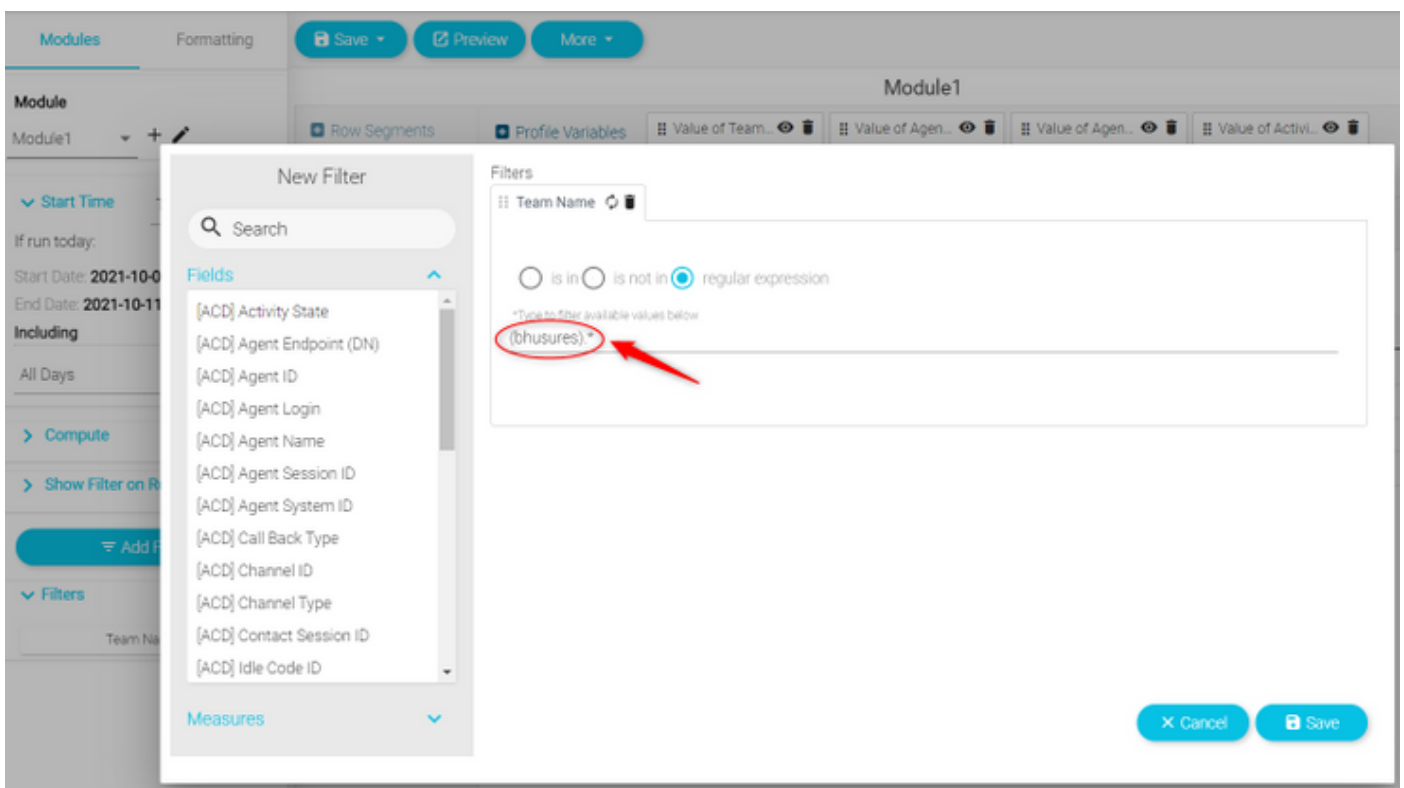 Modules Formatting Save Preview More
Module1
Module
Module1
Row Segments Profile Variables Value of Team... Value of Agen... Value of Agen... Value of Activi...
Start Time
If run today:
Start Date: 2021-10-0
End Date: 2021-10-11
Including
All Days
Compute
Show Filter on R
Add F
Filters
Team Na
New Filter
Search
Fields
[ACD] Activity State
[ACD] Agent Endpoint (DN)
[ACD] Agent ID
[ACD] Agent Login
[ACD] Agent Name
[ACD] Agent Session ID
[ACD] Agent System ID
[ACD] Call Back Type
[ACD] Channel ID
[ACD] Channel Type
[ACD] Contact Session ID
[ACD] Idle Code ID
Measures
Filters
Team Name
is in is not in regular expression
*Type to filter available values below
(bhusures).*
Cancel Save